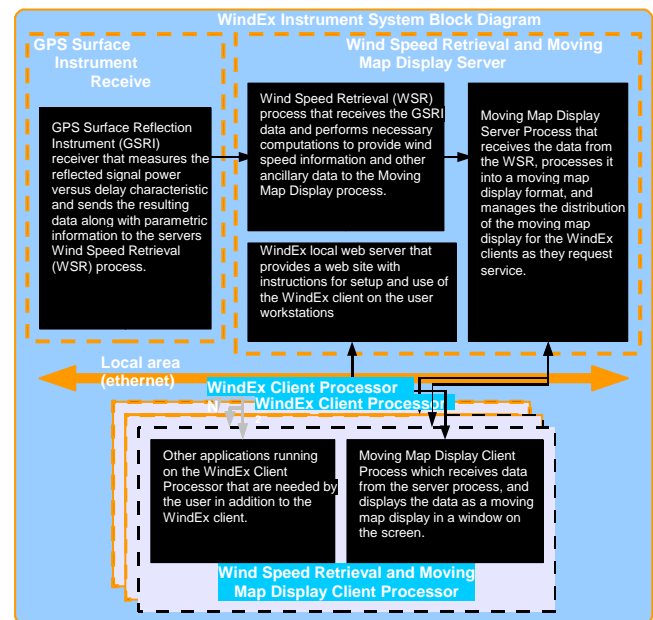 WindEx Instrument System Block Diagram
GPS Surface
Instrument
Receive
Wind Speed Retrieval and Moving
Map Display Server
GPS Surface Reflection
Instrument (GSRI)
receiver that measures the
reflected signal power
versus delay characteristic
and sends the resulting
data along with parametric
information to the servers
Wind Speed Retrieval
(WSR) process.
Wind Speed Retrieval (WSR)
process that receives the GSRI
data and performs necessary
computations to provide wind
speed information and other
ancillary data to the Moving
Map Display process.
Moving Map Display
Server Process that
receives the data from
the WSR, processes it
into a moving map
display format, and
manages the distribution
of the moving map
display for the WindEx
clients as they request
service.
WindEx local web server that
provides a web site with
instructions for setup and use of
the WindEx client on the user
workstations
Local area
(ethernet)
WindEx Client Processor
N
WindEx Client Processor
Other applications running
on the WindEx Client
Processor that are needed by
the user in addition to the
WindEx client.
Moving Map Display Client
Process which receives data
from the server process, and
displays the data as a moving
map display in a window on
the screen.
Wind Speed Retrieval and Moving
Map Display Client Processor